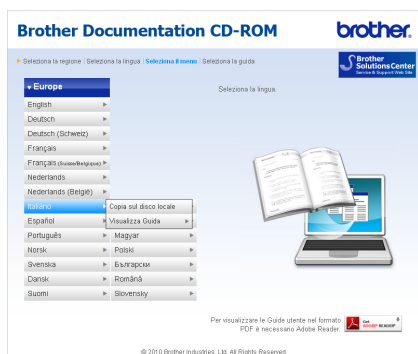 Brother Documentation CD-ROM
brother.
Seleziona la regione | Seleziona la lingua | Seleziona il menu | Seleziona la guida
Brother
Solutions Center
Service & Support Web Site
Europe
Seleziona la lingua.
English
Deutsch
Deutsch (Schweiz)
Français
Français (Suisse/Belgique)
Nederlands
Nederlands (België)
Italiano
Copia sul disco locale
Español
Visualizza Guida
Português
Magyar
Norsk
Polski
Svenska
Български
Dansk
Română
Suomi
Slovensky
Per visualizzare le Guide utente nel formato
PDF é necessario Adobe Reader.
Get
ADOBE® READER®
© 2010 Brother Industries, Ltd. All Rights Reserved.